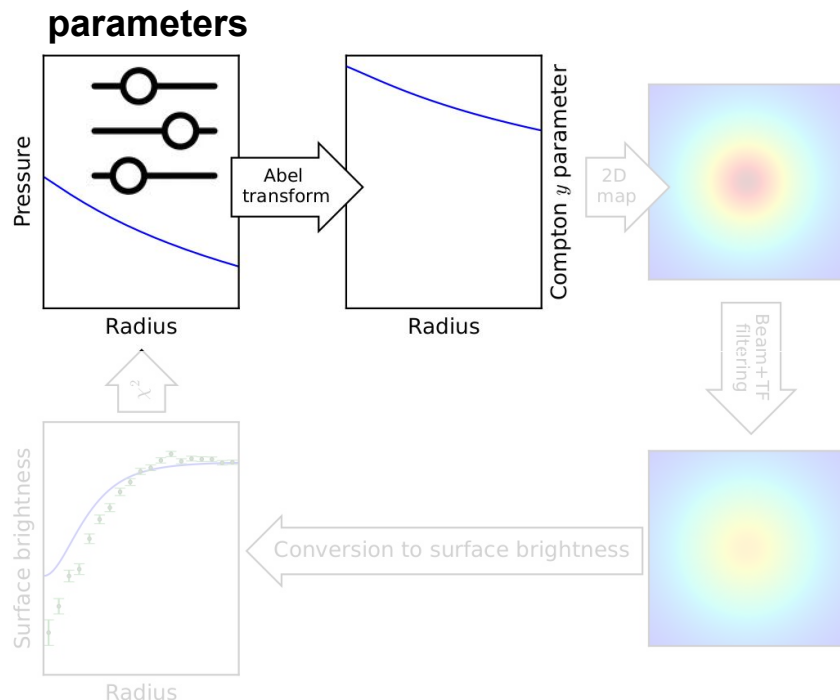 parameters
Pressure
Radius
Abel
transform
Compton y parameter
Radius
2D
map
Beam+TF
filtering
Conversion to surface brightness
χ²
Surface brightness
Radius